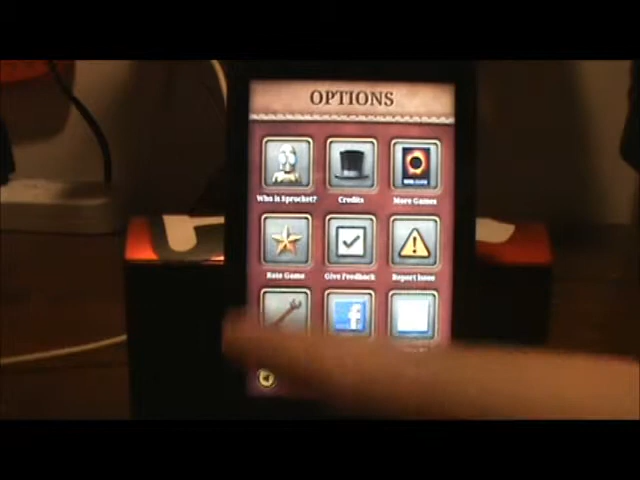 OPTIONS
Who is Sprocket?
Credits
More Games
Rate Game
Give Feedback
Report Issue